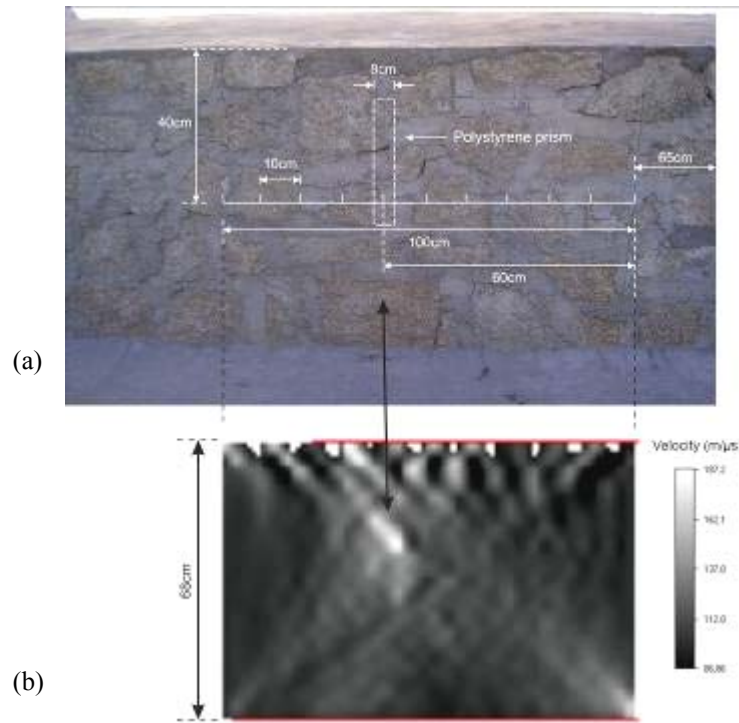 8cm
40cm
Polystyrene prism
10cm
65cm
100cm
60cm
(a)
Velocity (m/µs
187,2
162,1
137,0
112,0
86,86
68cm
(b)